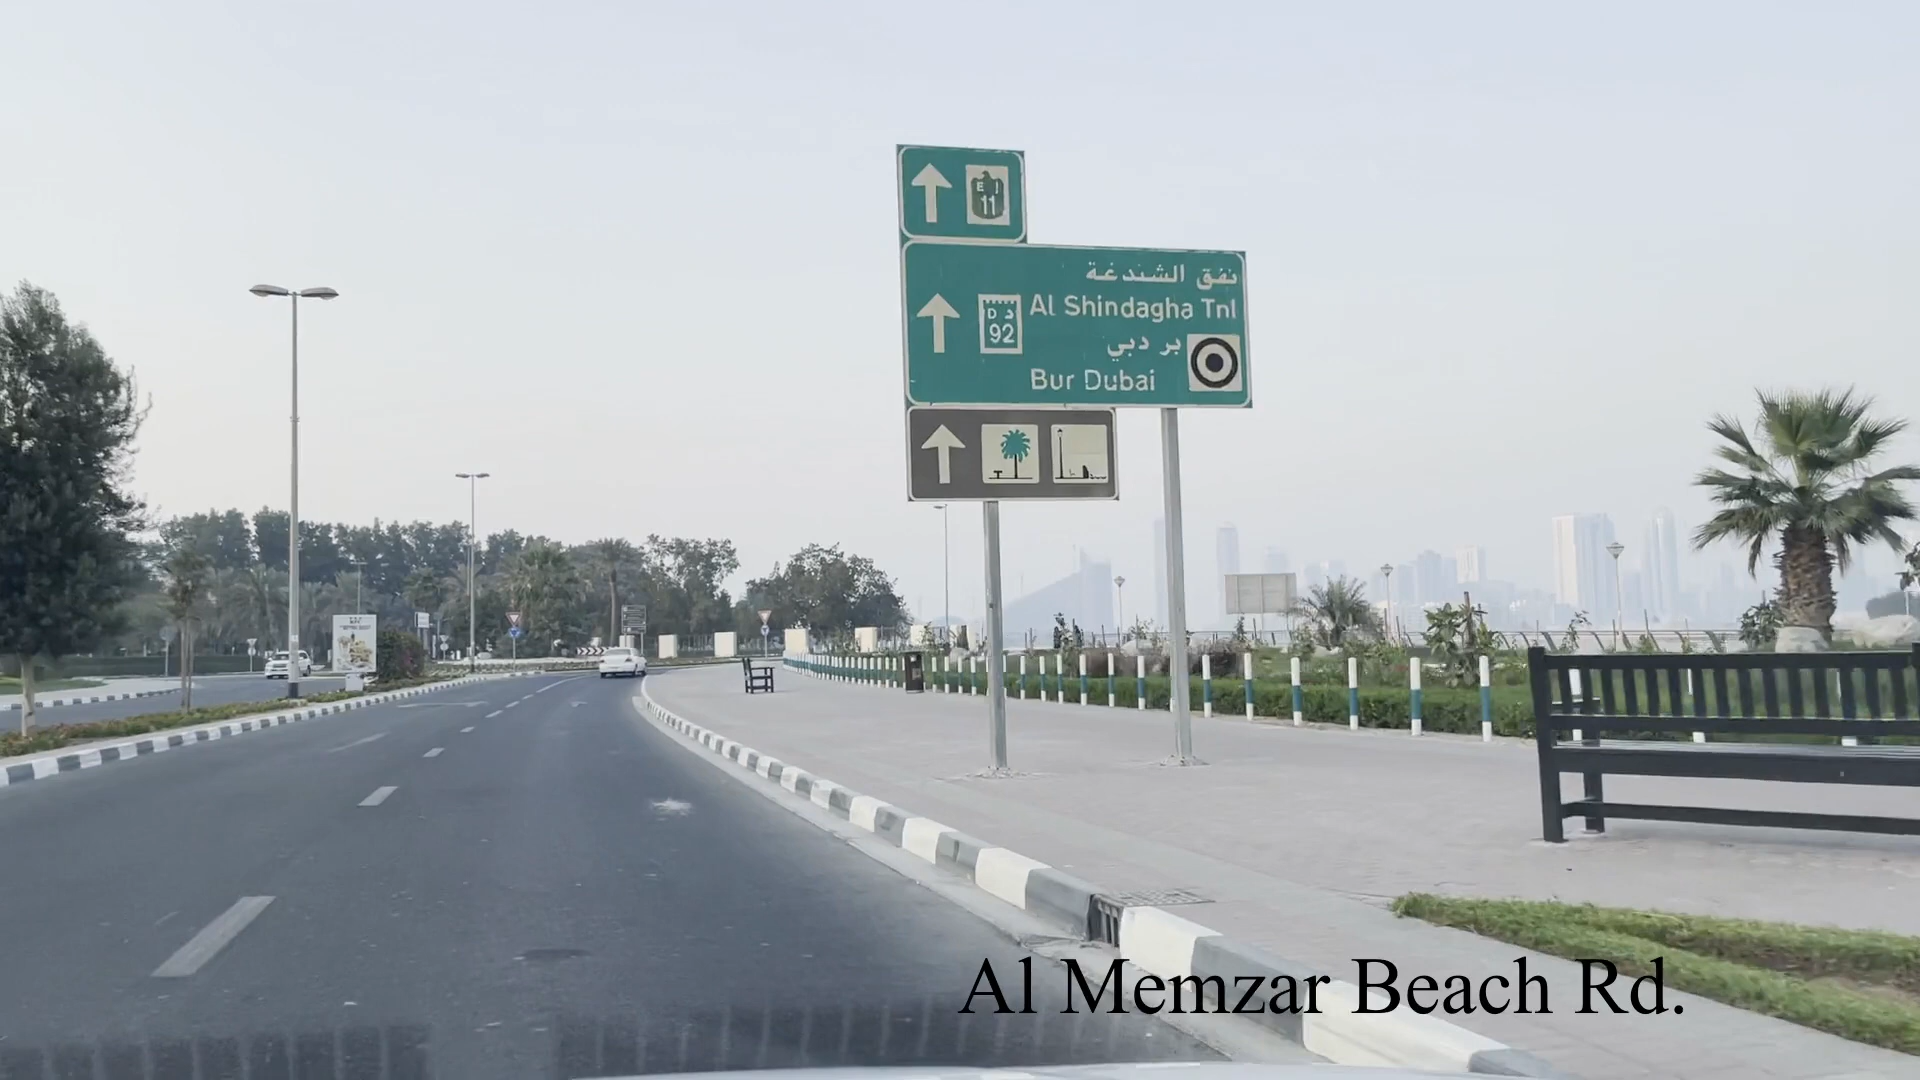 E إ
11
نفق الشندغة
Al Shindagha Tnl
D د
92
بر دبي
Bur Dubai
Al Memzar Beach Rd.